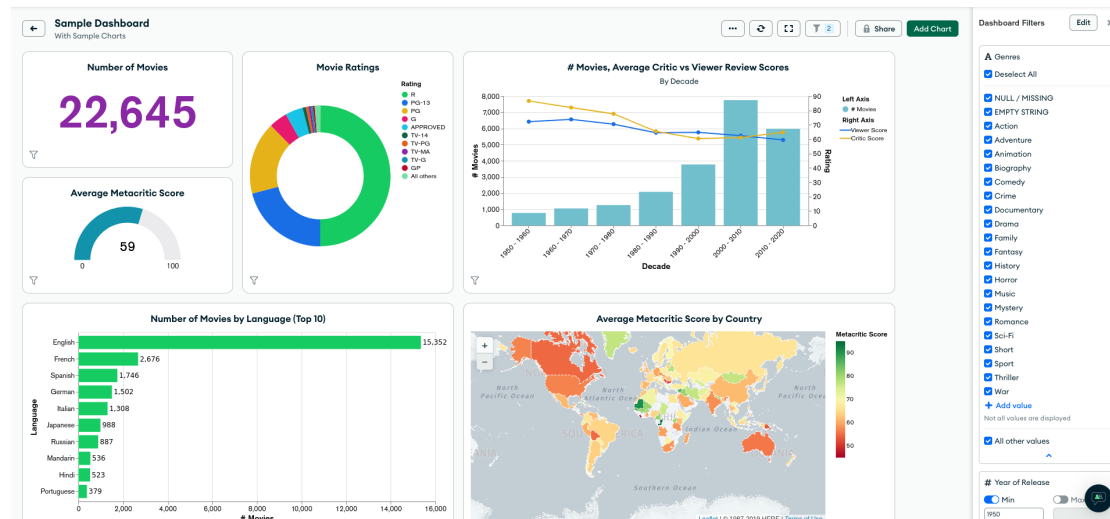 Sample Dashboard
With Sample Charts
2
Share
Add Chart
Number of Movies
22,645
Average Metacritic Score
59
0
100
Movie Ratings
Rating
R
PG-13
PG
G
APPROVED
TV-14
TV-PG
TV-MA
TV-G
GP
All others
# Movies, Average Critic vs Viewer Review Scores
By Decade
# Movies
8,000
7,000
6,000
5,000
4,000
3,000
2,000
1,000
0
90
80
70
60
50
40
30
20
10
0
Rating
1950 - 1960
1960 - 1970
1970 - 1980
1980 - 1990
1990 - 2000
2000 - 2010
2010 - 2020
Decade
Left Axis
# Movies
Right Axis
Viewer Score
Critic Score
Number of Movies by Language (Top 10)
Language
English 15,352
French 2,676
Spanish 1,746
German 1,502
Italian 1,308
Japanese 988
Russian 887
Mandarin 536
Hindi 523
Portuguese 379
0 2,000 4,000 6,000 8,000 10,000 12,000 14,000 16,000
# Movies
Average Metacritic Score by Country
+
−
North
Pacific Ocean
North
Atlantic Ocean
North
Indian Ocean
Southern Ocean
Leaflet | © 1987-2019 HERE | Terms of Use
Metacritic Score
90
80
70
60
50
Dashboard Filters
Edit
Genres
Deselect All
NULL / MISSING
EMPTY STRING
Action
Adventure
Animation
Biography
Comedy
Crime
Documentary
Drama
Family
Fantasy
History
Horror
Music
Mystery
Romance
Sci-Fi
Short
Sport
Thriller
War
+ Add value
Not all values are displayed
All other values
# Year of Release
Min
1950